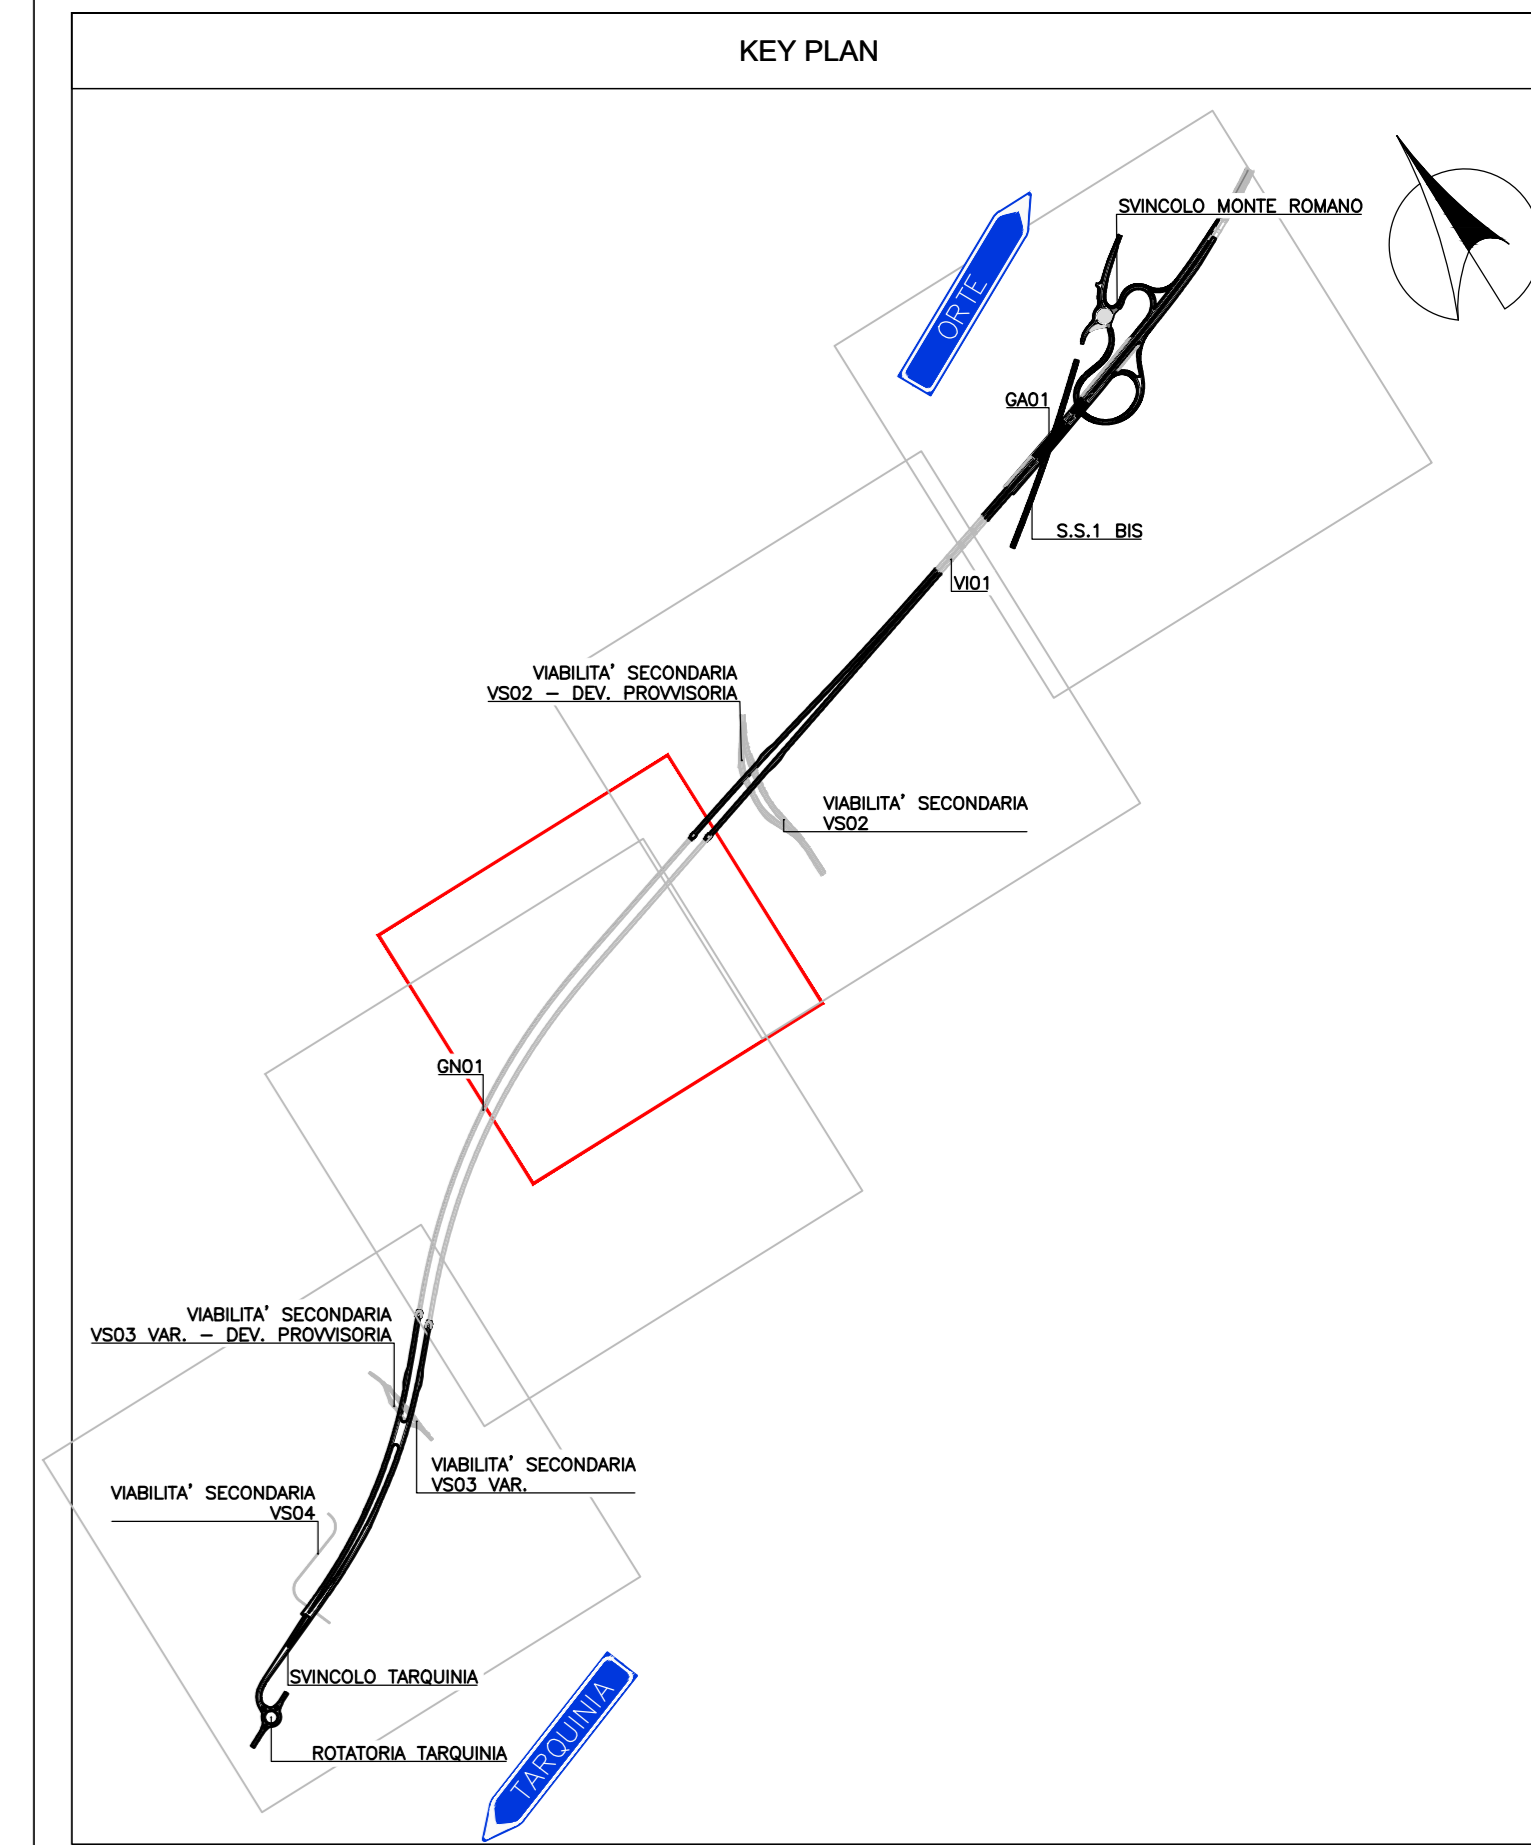 KEY PLAN
SVINCOLO MONTE ROMANO
ORTE
GA01
S.S.1 BIS
VI01
VIABILITA' SECONDARIA
VS02 - DEV. PROVVISORIA
VIABILITA' SECONDARIA
VS02
GN01
VIABILITA' SECONDARIA
VS03 VAR. - DEV. PROVVISORIA
VIABILITA' SECONDARIA
VS03 VAR.
VIABILITA' SECONDARIA
VS04
SVINCOLO TARQUINIA
TARQUINIA
ROTATORIA TARQUINIA